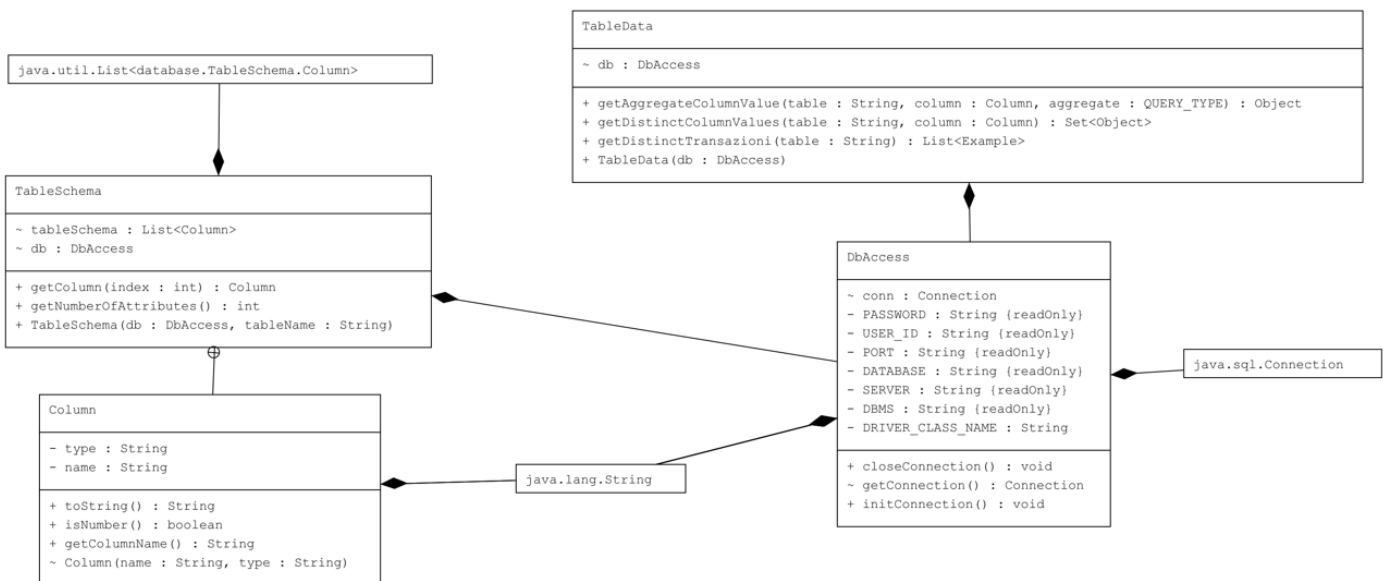 java.util.List<database.TableSchema.Column>
TableSchema
~ tableSchema : List<Column>
~ db : DbAccess
+ getColumn(index : int) : Column
+ getNumberOfAttributes() : int
+ TableSchema(db : DbAccess, tableName : String)
Column
- type : String
- name : String
+ toString() : String
+ isNumber() : boolean
+ getColumnName() : String
~ Column(name : String, type : String)
java.lang.String
TableData
~ db : DbAccess
+ getAggregateColumnValue(table : String, column : Column, aggregate : QUERY_TYPE) : Object
+ getDistinctColumnValues(table : String, column : Column) : Set<Object>
+ getDistinctTransazioni(table : String) : List<Example>
+ TableData(db : DbAccess)
DbAccess
~ conn : Connection
- PASSWORD : String {readOnly}
- USER_ID : String {readOnly}
- PORT : String {readOnly}
- DATABASE : String {readOnly}
- SERVER : String {readOnly}
- DBMS : String {readOnly}
- DRIVER_CLASS_NAME : String
+ closeConnection() : void
~ getConnection() : Connection
+ initConnection() : void
java.sql.Connection